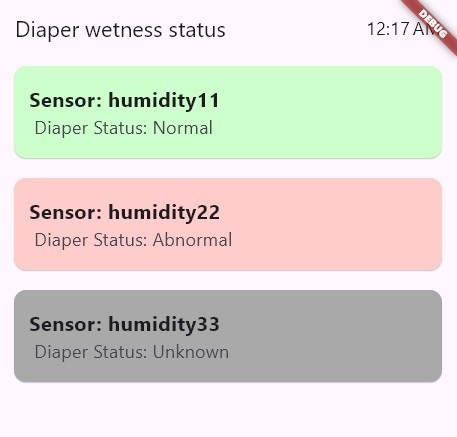 Diaper wetness status
12:17 AM
DEBUG
Sensor: humidity11
Diaper Status: Normal
Sensor: humidity22
Diaper Status: Abnormal
Sensor: humidity33
Diaper Status: Unknown